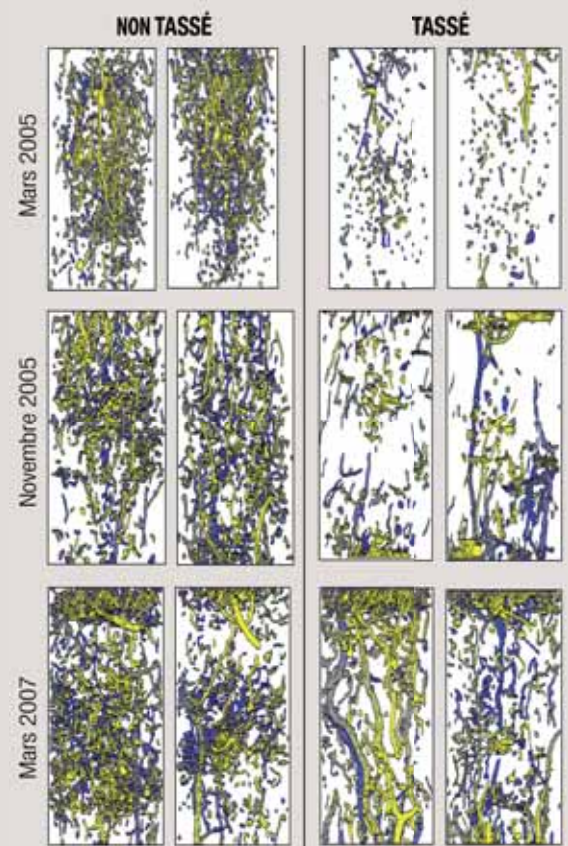 NON TASSÉ
TASSÉ
Mars 2005
Novembre 2005
Mars 2007